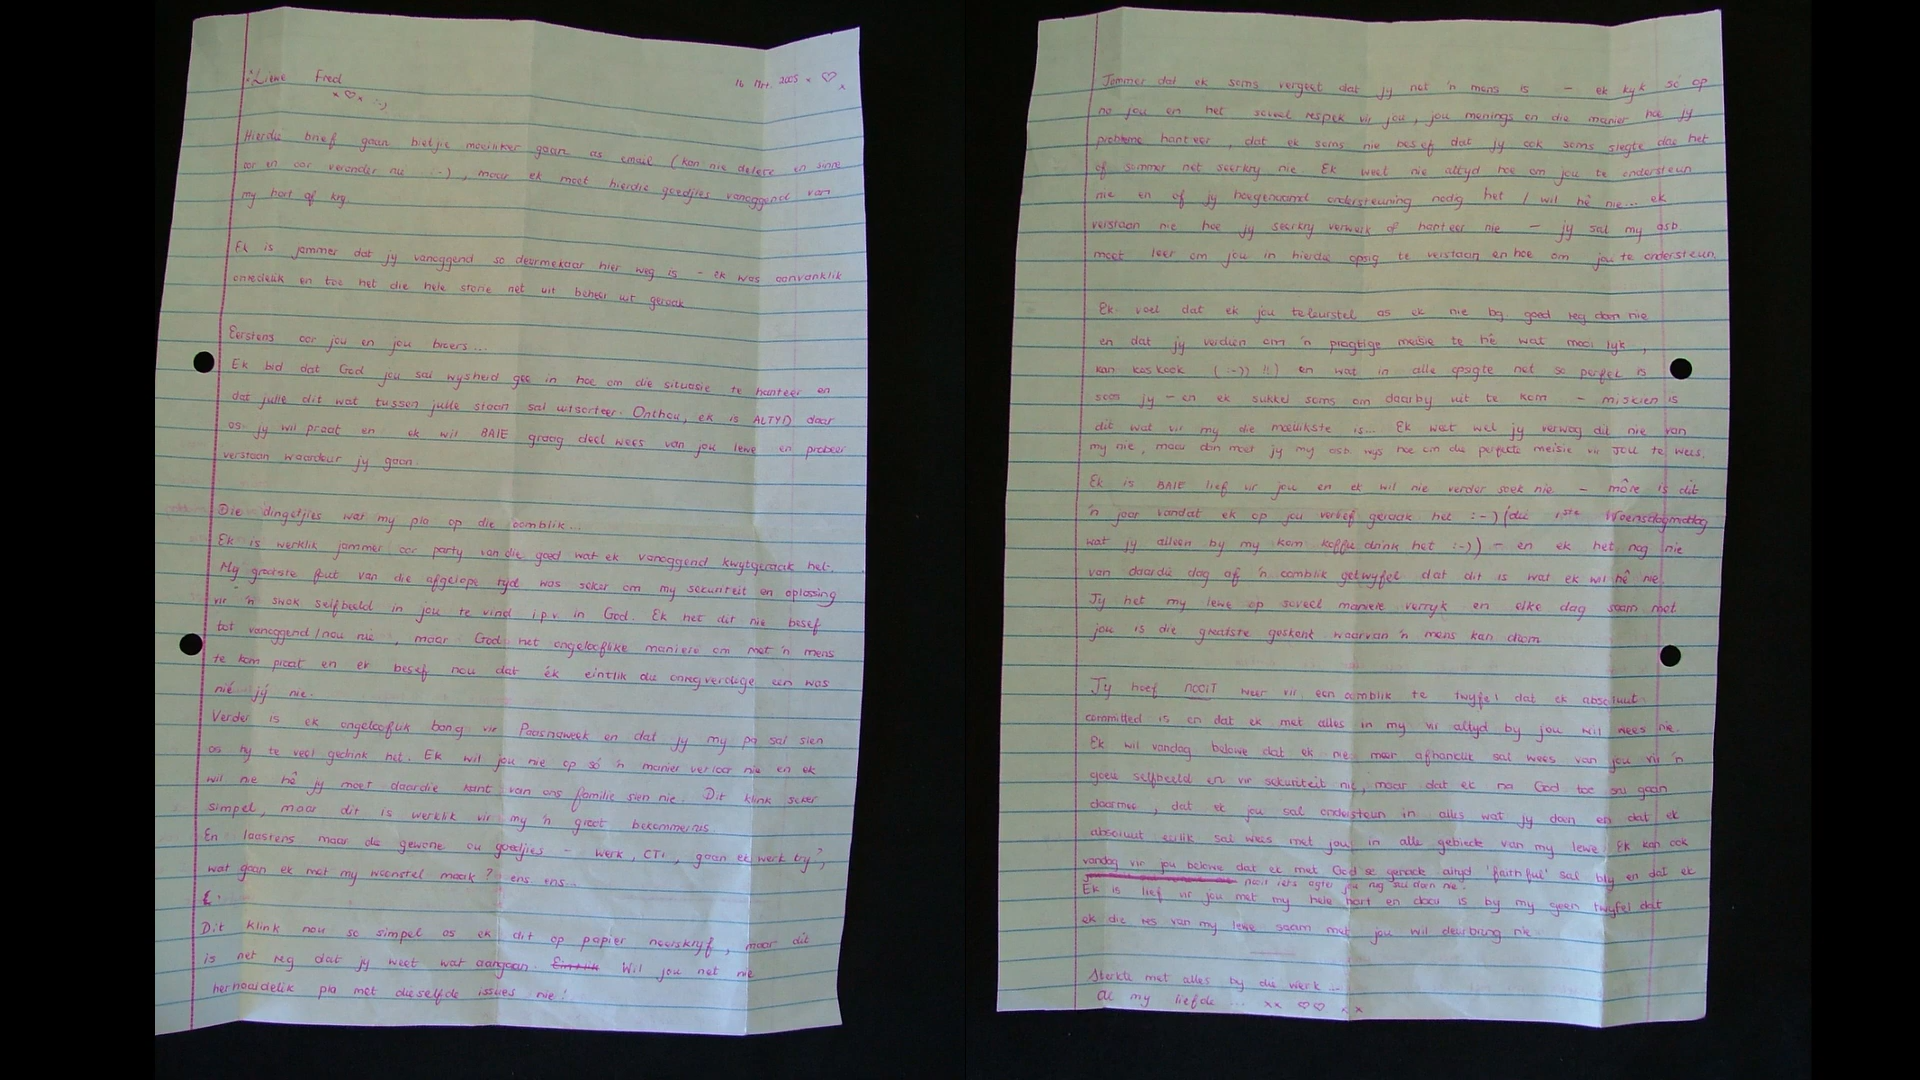 Liewe Fred
16 Mrt. 2005 x ♡ x
x ♡ x :-)
Hierdie brief gaan bietjie moeiliker gaan as email (kan nie delete en sinne
oor en oor verander nie :-) , maar ek moet hierdie goedjies vanoggend van
my hart af kry.
Ek is jammer dat jy vanoggend so deurmekaar hier weg is - ek was aanvanklik
onredelik en toe het die hele storie net uit beheer uit geraak
Eerstens oor jou en jou broers...
Ek bid dat God jou sal wysheid gee in hoe om die situasie te hanteer en
dat julle dit wat tussen julle staan sal uitsorteer. Onthou, ek is ALTYD daar
as jy wil praat en ek wil BAIE graag deel wees van jou lewe en probeer
verstaan waardeur jy gaan.
Die dingetjies wat my pla op die oomblik...
Ek is werklik jammer oor party van die goed wat ek vanoggend kwytgeraak het.
My grootste fout van die afgelope tyd was seker om my sekuriteit en oplossing
vir 'n swak selfbeeld in jou te vind i.p.v in God. Ek het dit nie besef
tot vanoggend/nou nie , maar God het ongelooflike maniere om met 'n mens
te kom praat en ek besef nou dat ék eintlik die onregverdige een was
nié jý nie.
Verder is ek ongelooflik bang vir Paasnaweek en dat jy my pa sal sien
as hy te veel gedrink het. Ek wil jou nie op só 'n manier verloor nie en ek
wil nie hê jy moet daardie kant van ons familie sien nie. Dit klink seker
simpel, maar dit is werklik vir my 'n groot bekommernis
En laastens maar die gewone ou goedjies - werk, CTI, gaan ek werk kry?,
wat gaan ek met my woonstel maak? ens ens...
Dit klink nou so simpel as ek dit op papier neerskryf, maar dit
is net reg dat jy weet wat aangaan. Eintlik Wil jou net nie
herhaaldelik pla met dieselfde issues nie!
Jammer dat ek soms vergeet dat jy net 'n mens is - ek kyk só op
na jou en het soveel respek vir jou, jou menings en die manier hoe jy
probleme hanteer, dat ek soms nie besef dat jy ook soms slegte dae het
of sommer net seerkry nie. Ek weet nie altyd hoe om jou te ondersteun
nie en of jy hoegenaamd ondersteuning nodig het / wil hê nie... ek
verstaan nie hoe jy seerkry verwerk of hanteer nie - jy sal my asb.
moet leer om jou in hierdie opsig te verstaan en hoe om jou te ondersteun.
Ek voel dat ek jou teleurstel as ek nie bg. goed reg doen nie
en dat jy verdien om 'n pragtige meisie te hê wat mooi lyk,
kan koskook (:-)) !!) en wat in alle opsigte net so perfek is
soos jy - en ek sukkel soms om daarby uit te kom - miskien is
dit wat vir my die moeilikste is... Ek weet wel jy verwag dit nie van
my nie, maar dan moet jy my asb. wys hoe om die perfekte meisie vir JOU te wees.
Ek is BAIE lief vir jou en ek wil nie verder soek nie - môre is dit
'n jaar vandat ek op jou verlief geraak het :-) (die 1ste Woensdagmiddag
wat jy alleen by my kom koffie drink het :-)) - en ek het nog nie
van daardie dag af 'n oomblik getwyfel dat dit is wat ek wil hê nie.
Jy het my lewe op soveel maniere verryk en elke dag saam met
jou is die grootste geskenk waarvan 'n mens kan droom
Jy hoef NOOIT weer vir een oomblik te twyfel dat ek absoluut
committed is en dat ek met alles in my vir altyd by jou wil wees nie.
Ek wil vandag belowe dat ek nie meer afhanklik sal wees van jou vir 'n
goeie selfbeeld en vir sekuriteit nie, maar dat ek na God toe sal gaan
daarmee, dat ek jou sal ondersteun in alles wat jy doen en dat ek
absoluut eerlik sal wees met jou in alle gebiede van my lewe. Ek kan ook
vandag vir jou belowe dat ek met God se genade altyd 'faithful' sal bly en dat ek
nooit iets agter jou rug sal doen nie.
Ek is lief vir jou met my hele hart en daar is by my geen twyfel dat
ek die res van my lewe saam met jou wil deurbring nie.
Sterkte met alles by die werk -
Al my liefde ... xx ♡♡ xx